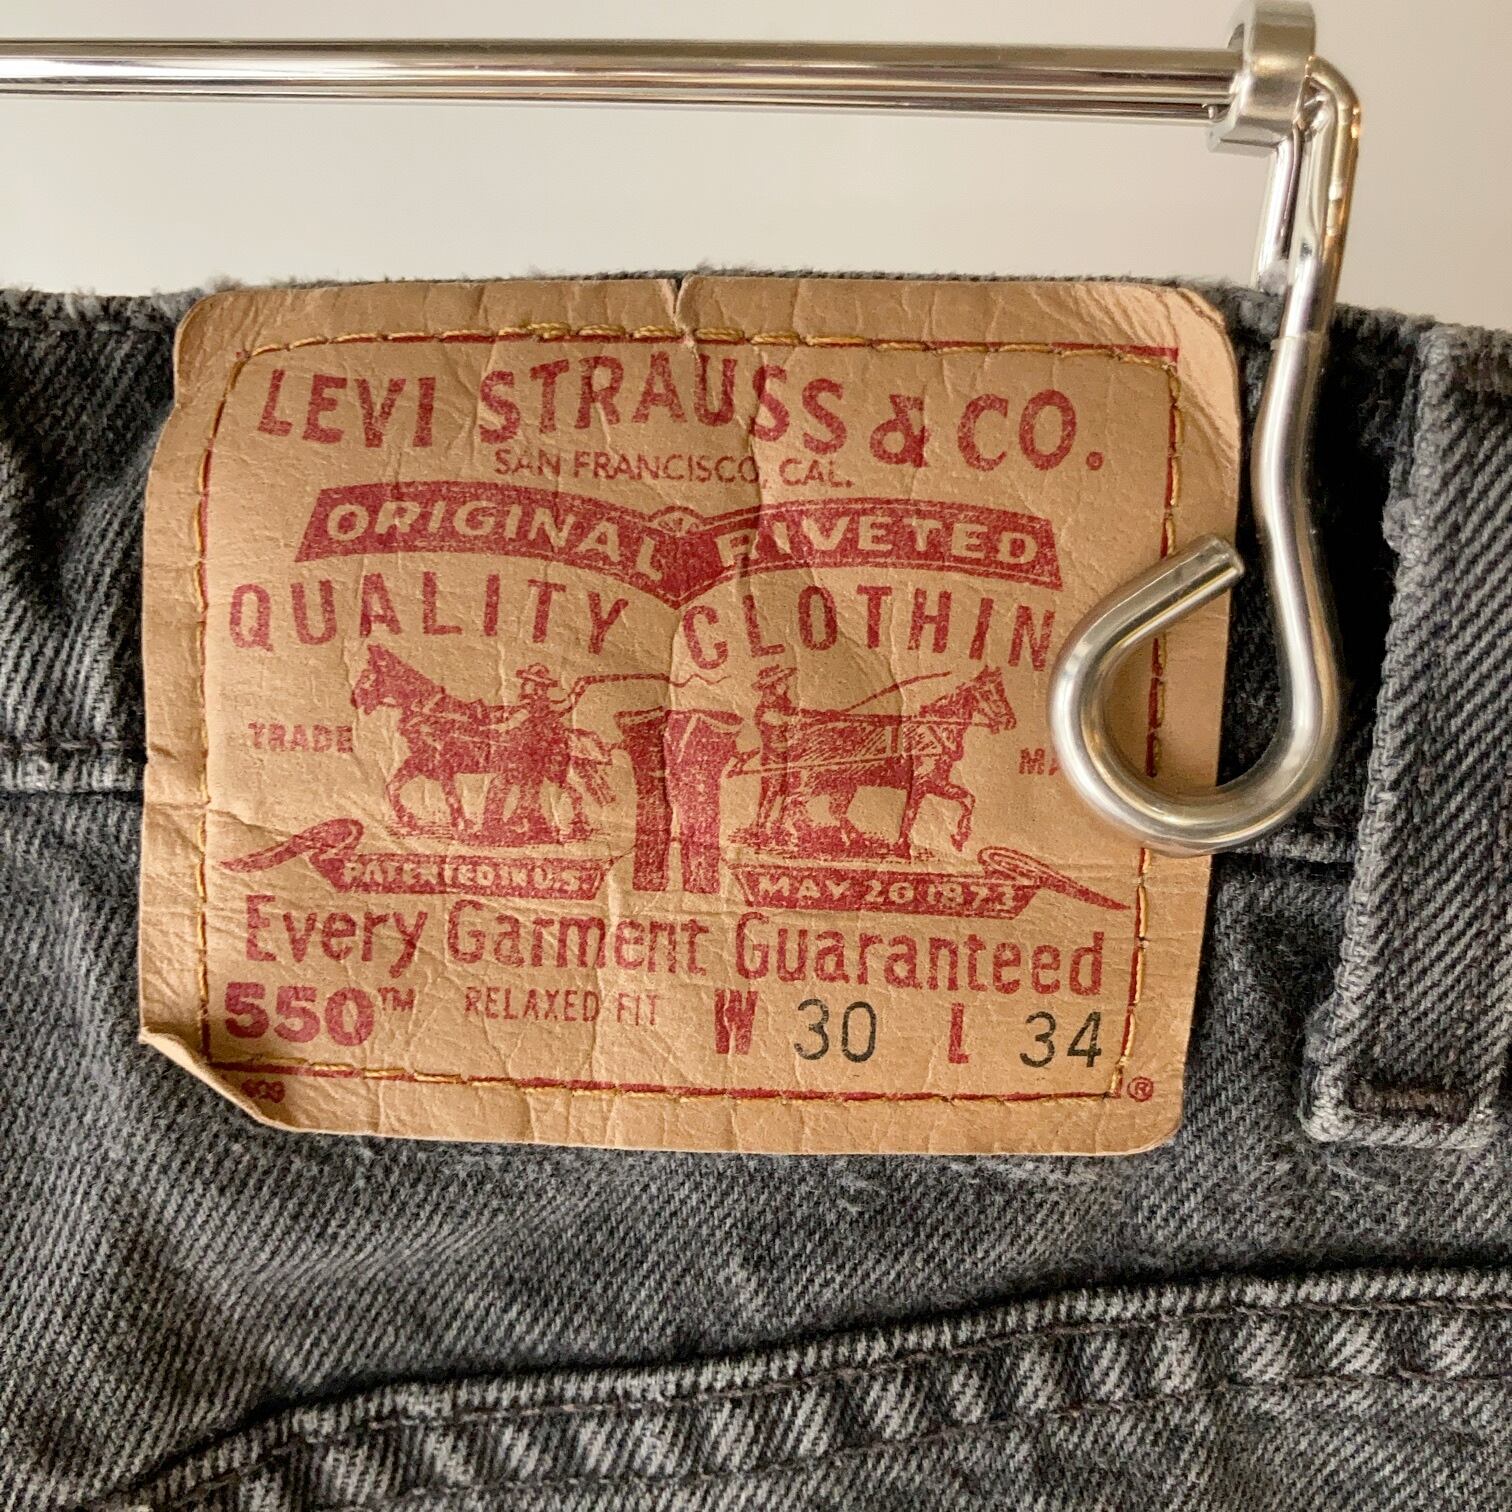 LEVI STRAUSS & CO.
SAN FRANCISCO, CAL.
ORIGINAL RIVETED
QUALITY CLOTHIN
TRADE M
PATENTED IN U.S. MAY 20 1873
Every Garment Guaranteed
550™ RELAXED FIT W 30 L 34
®